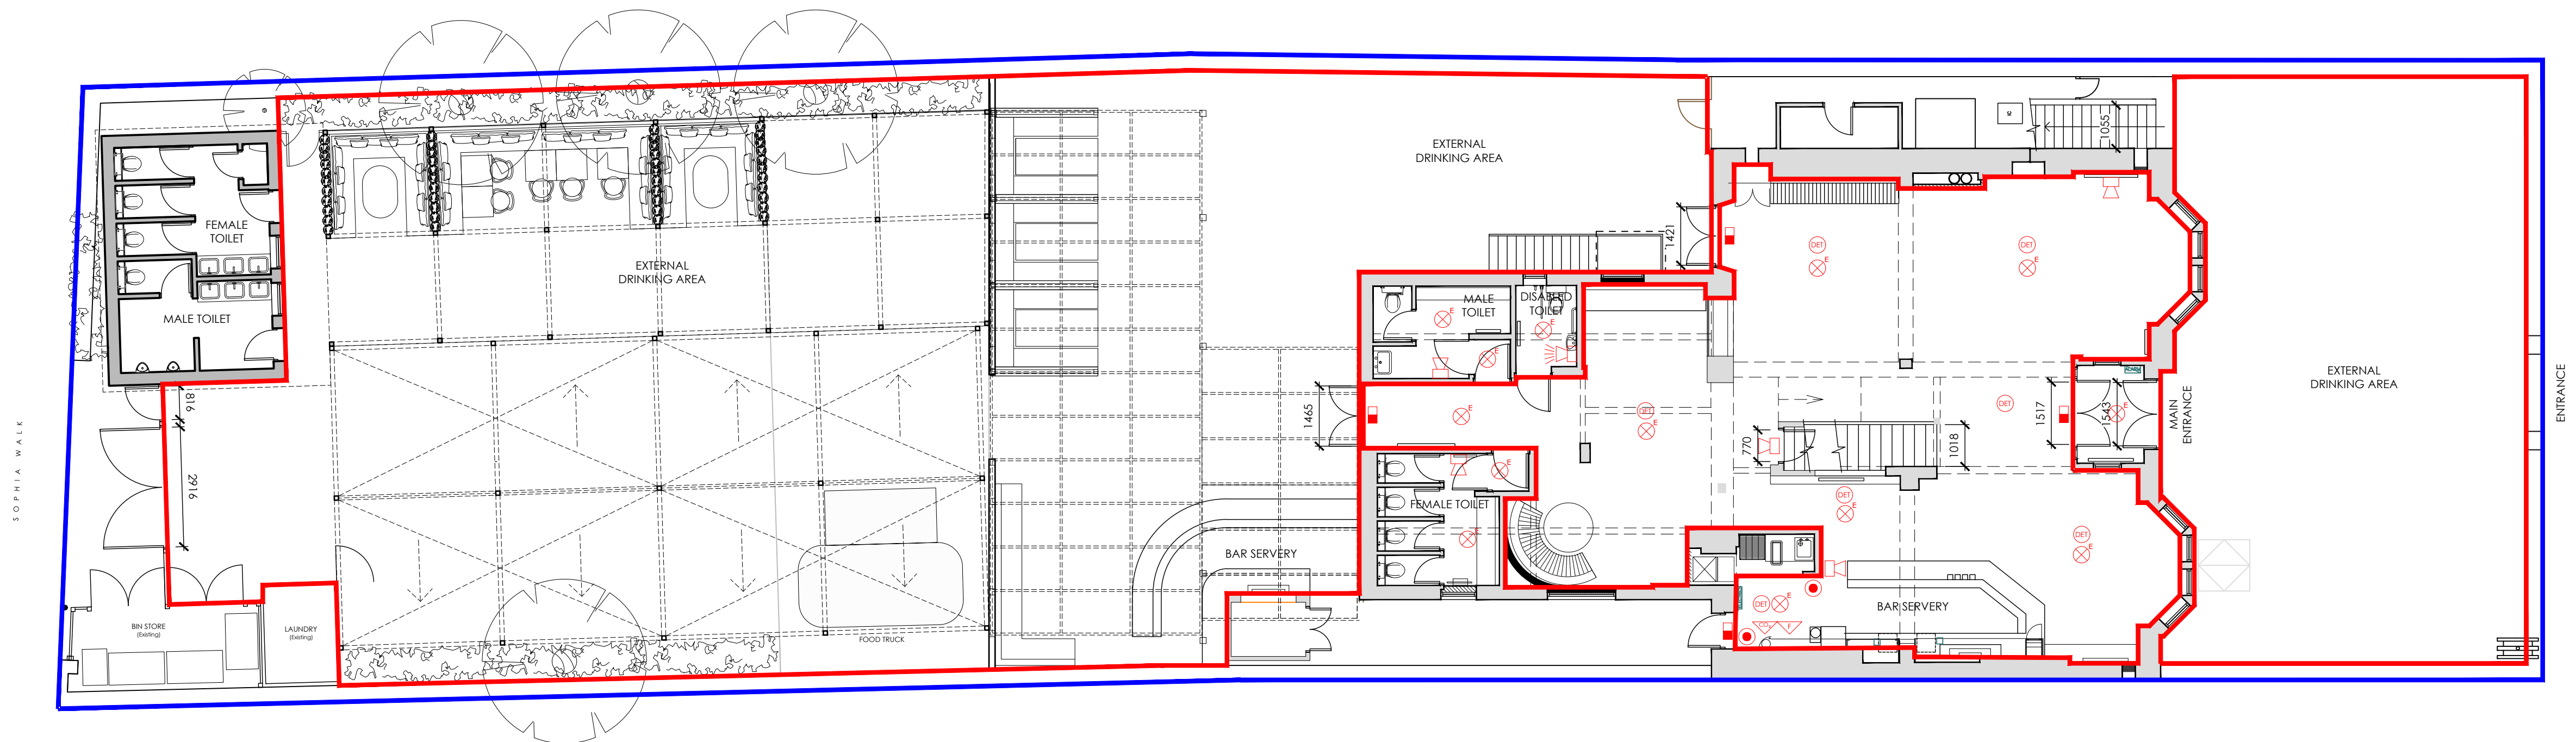 SOPHIA WALK
FEMALE
TOILET
MALE TOILET
816
2916
BIN STORE
(Existing)
LAUNDRY
(Existing)
EXTERNAL
DRINKING AREA
FOOD TRUCK
EXTERNAL
DRINKING AREA
BAR SERVERY
1465
1421
MALE
TOILET
E
E
DISABLED
TOILET
E
E
FEMALE TOILET
E
E
DET
E
DET
E
DET
E
1055
770
1018
DET
1517
1543
E
MAIN
ENTRANCE
DET
E
DET
E
DET
E
CO₂
F
BAR SERVERY
EXTERNAL
DRINKING AREA
ENTRANCE